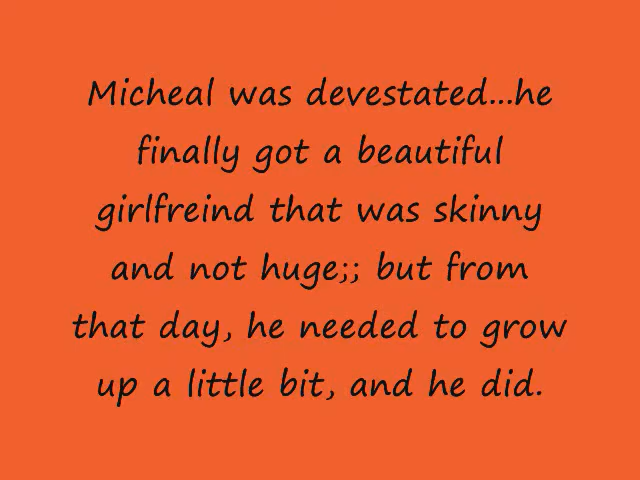 Micheal was devestated...he
finally got a beautiful
girlfreind that was skinny
and not huge;; but from
that day, he needed to grow
up a little bit, and he did.